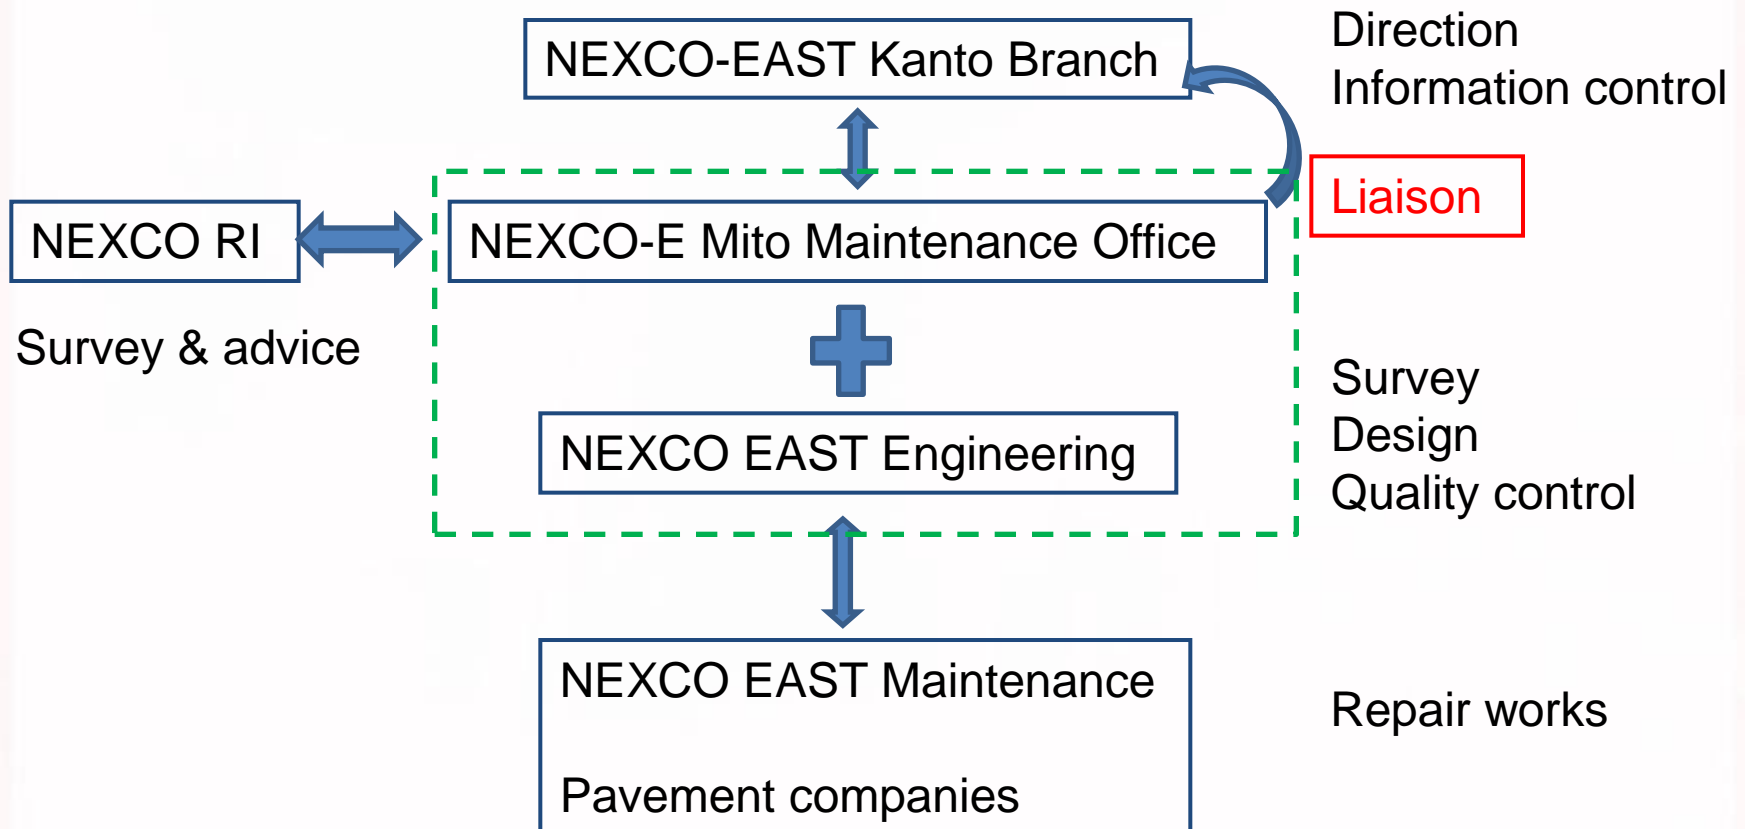 NEXCO-EAST Kanto Branch
Direction
Information control
Liaison
NEXCO RI
NEXCO-E Mito Maintenance Office
Survey & advice
Survey
Design
Quality control
NEXCO EAST Engineering
NEXCO EAST Maintenance
Repair works
Pavement companies